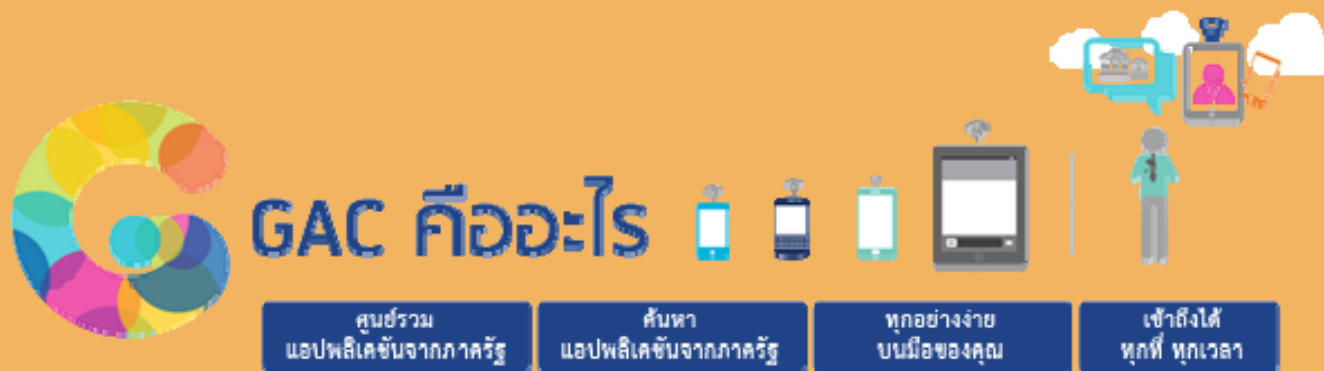 GAC คืออะไร
ศูนย์รวม
แอปพลิเคชันจากภาครัฐ
ค้นหา
แอปพลิเคชันจากภาครัฐ
ทุกอย่างง่าย
บนมือของคุณ
เข้าถึงได้
ทุกที่ ทุกเวลา